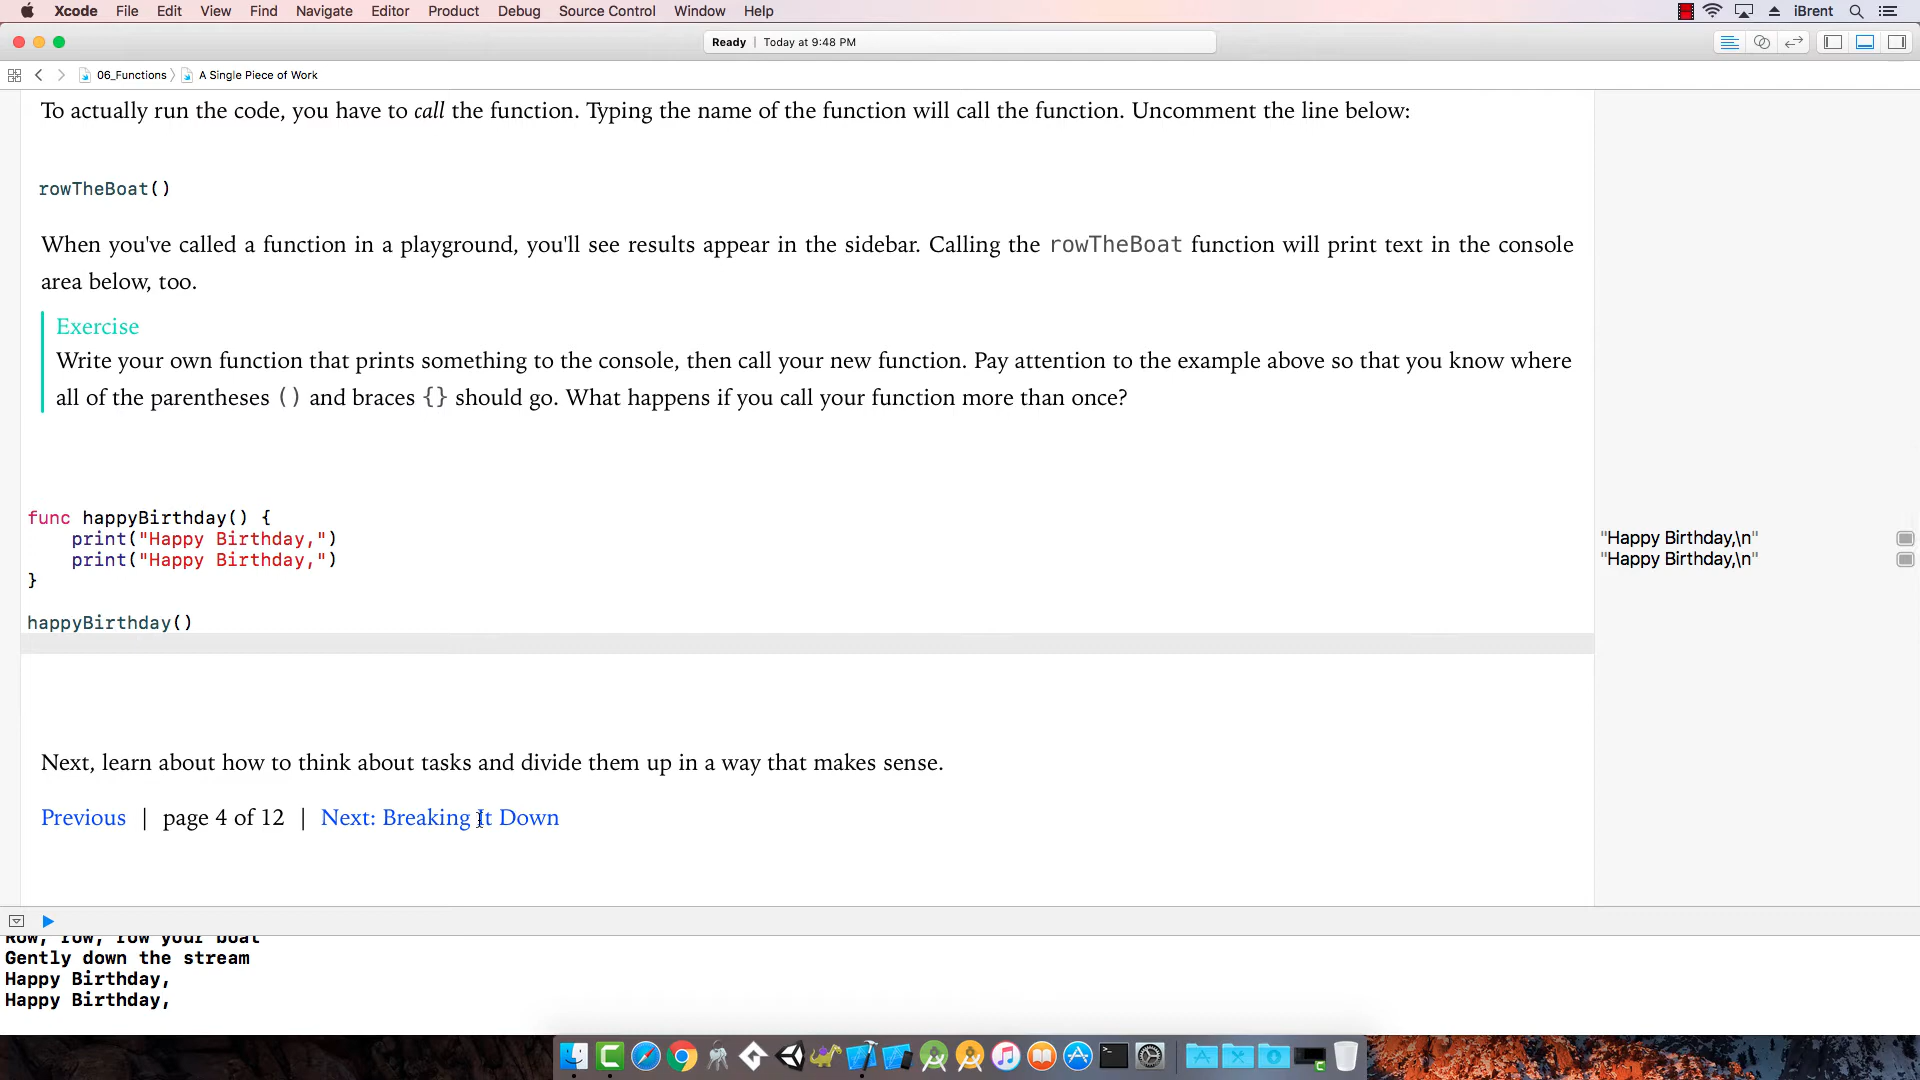 Xcode File Edit View Find Navigate Editor Product Debug Source Control Window Help iBrent
Ready | Today at 9:48 PM
06_Functions A Single Piece of Work
To actually run the code, you have to call the function. Typing the name of the function will call the function. Uncomment the line below:
rowTheBoat()
When you've called a function in a playground, you'll see results appear in the sidebar. Calling the rowTheBoat function will print text in the console
area below, too.
Exercise
Write your own function that prints something to the console, then call your new function. Pay attention to the example above so that you know where
all of the parentheses () and braces {} should go. What happens if you call your function more than once?
func happyBirthday() {
print("Happy Birthday,")
"Happy Birthday,\n"
print("Happy Birthday,")
"Happy Birthday,\n"
}
happyBirthday()
Next, learn about how to think about tasks and divide them up in a way that makes sense.
Previous | page 4 of 12 | Next: Breaking It Down
Row, row, row your boat
Gently down the stream
Happy Birthday,
Happy Birthday,